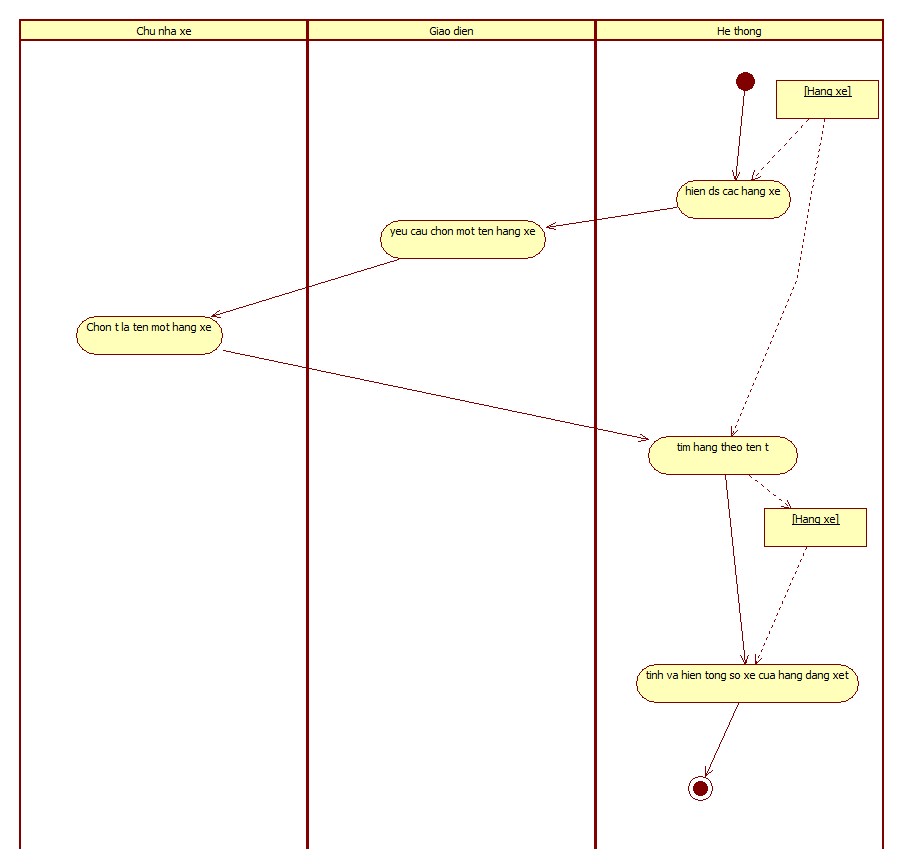 Chu nha xe
Giao dien
He thong
[Hang xe]
hien ds cac hang xe
yeu cau chon mot ten hang xe
Chon t la ten mot hang xe
tim hang theo ten t
[Hang xe]
tinh va hien tong so xe cua hang dang xet